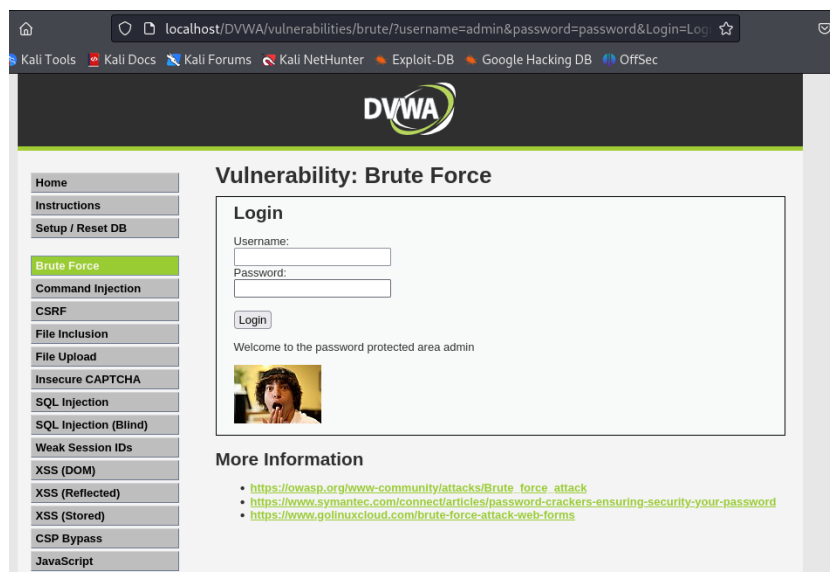 localhost/DVWA/vulnerabilities/brute/?username=admin&password=password&Login=Log
Kali Tools Kali Docs Kali Forums Kali NetHunter Exploit-DB Google Hacking DB OffSec
DVWA
Home
Instructions
Setup / Reset DB
Brute Force
Command Injection
CSRF
File Inclusion
File Upload
Insecure CAPTCHA
SQL Injection
SQL Injection (Blind)
Weak Session IDs
XSS (DOM)
XSS (Reflected)
XSS (Stored)
CSP Bypass
JavaScript
Vulnerability: Brute Force
Login
Username:
Password:
Login
Welcome to the password protected area admin
More Information
https://owasp.org/www-community/attacks/Brute_force_attack
https://www.symantec.com/connect/articles/password-crackers-ensuring-security-your-password
https://www.golinuxcloud.com/brute-force-attack-web-forms